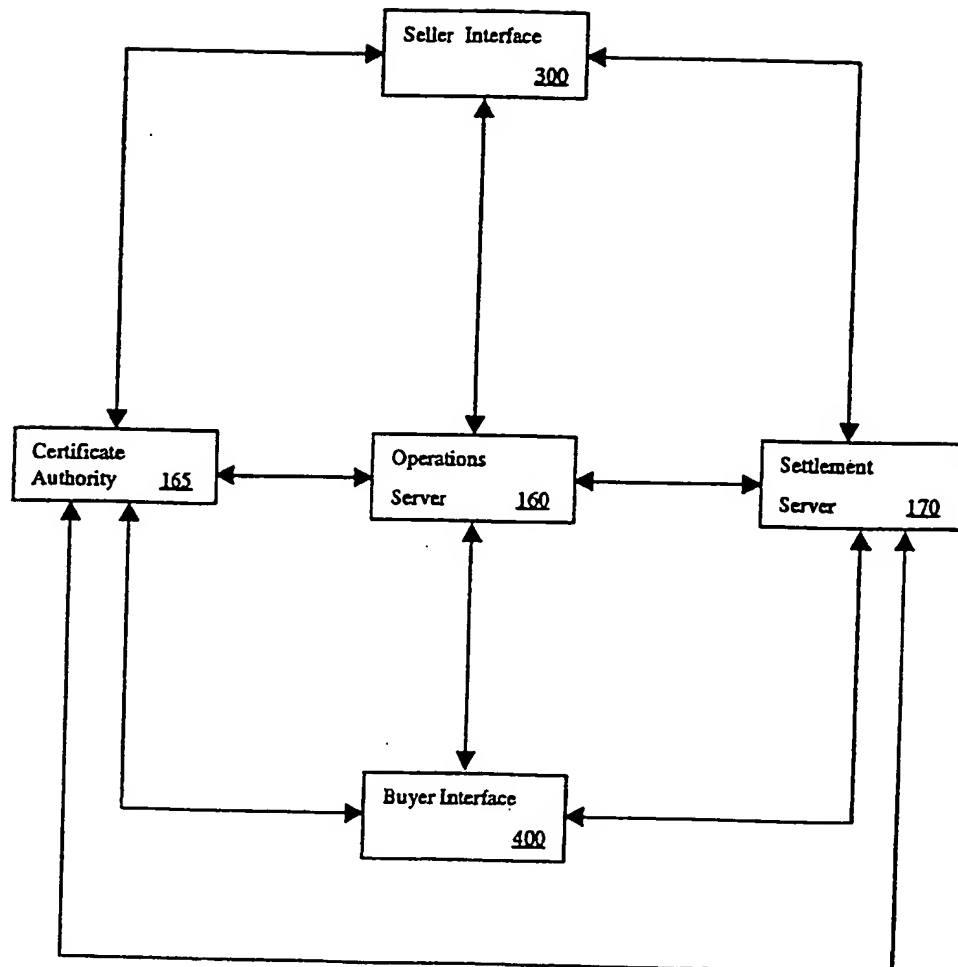 Seller Interface
300
Certificate
Authority 165
Operations
Server 160
Settlement
Server 170
Buyer Interface
400